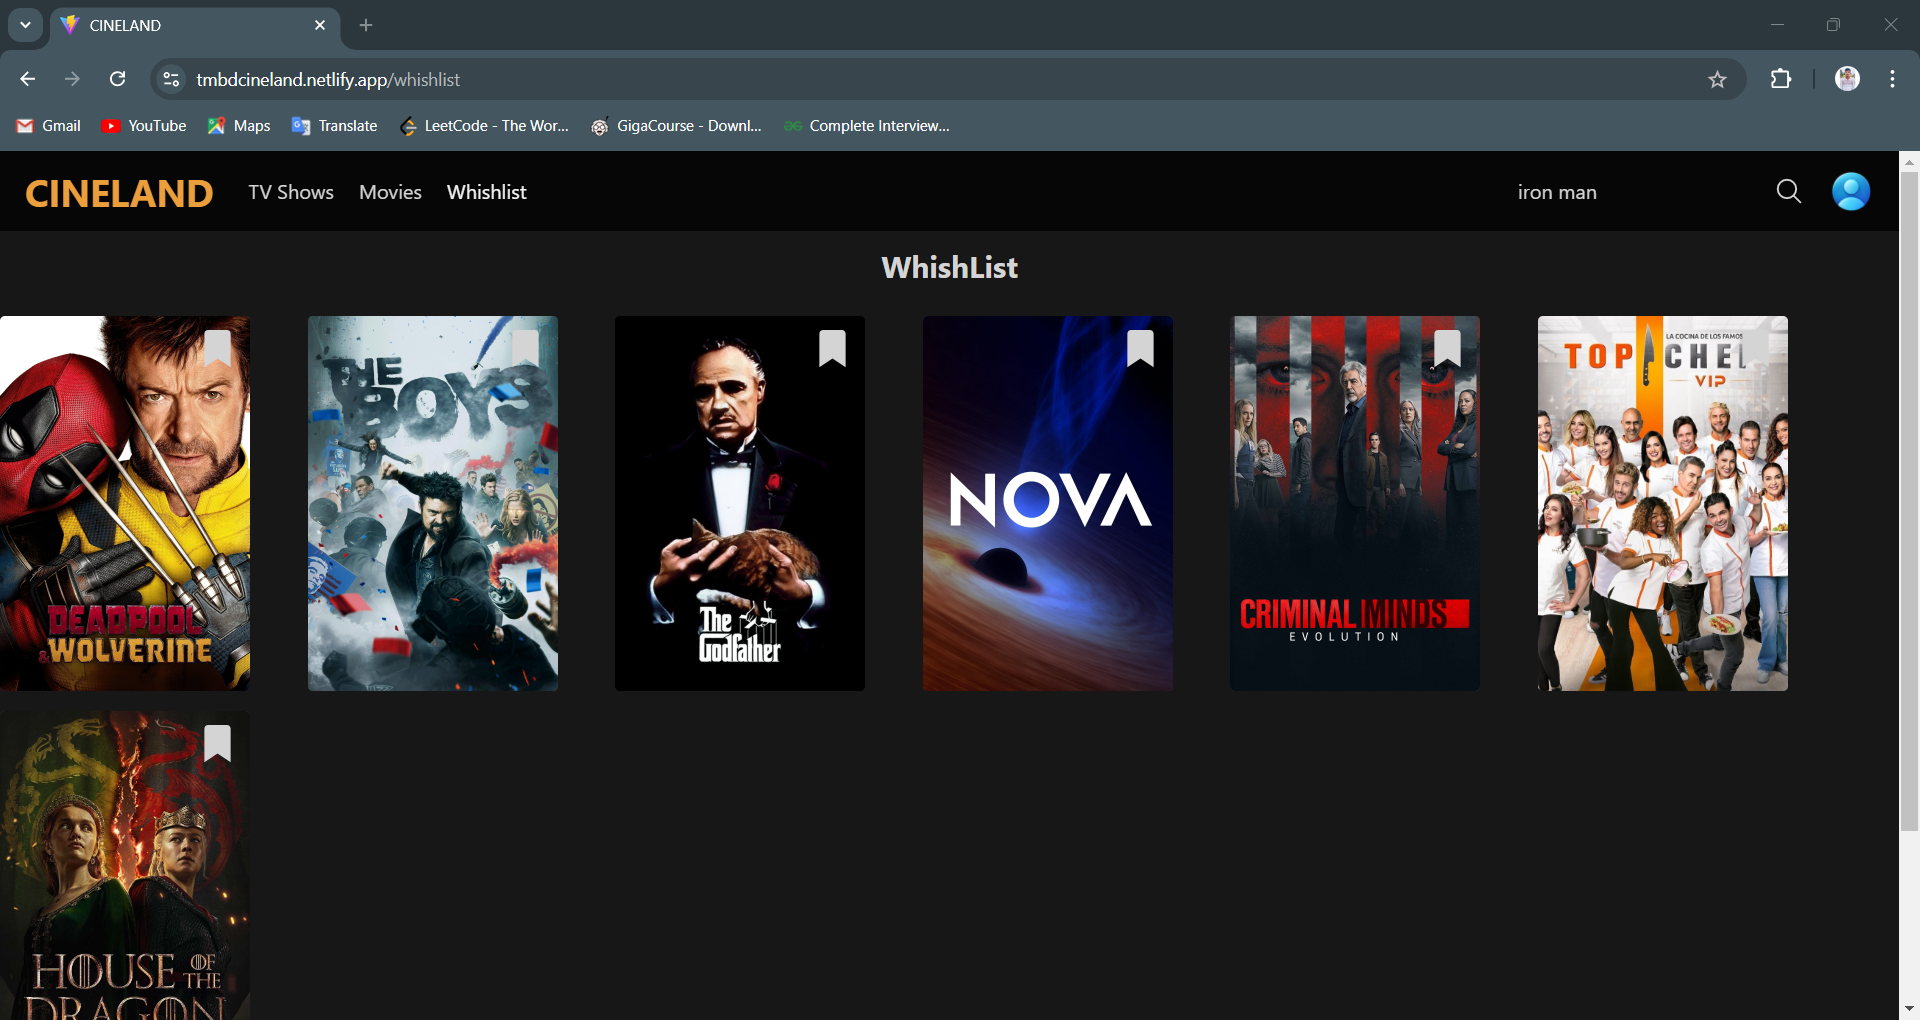 CINELAND
tmbdcineland.netlify.app/whishlist
Gmail
YouTube
Maps
Translate
LeetCode - The Wor...
GigaCourse - Downl...
Complete Interview...
CINELAND
TV Shows
Movies
Whishlist
iron man
WhishList
DEADPOOL
& WOLVERINE
THE
BOYS
The
Godfather
NOVA
CRIMINAL MINDS
EVOLUTION
LA COCINA DE LOS FAMOS
TOP CHE
VIP
HOUSE OF THE
DRAGON